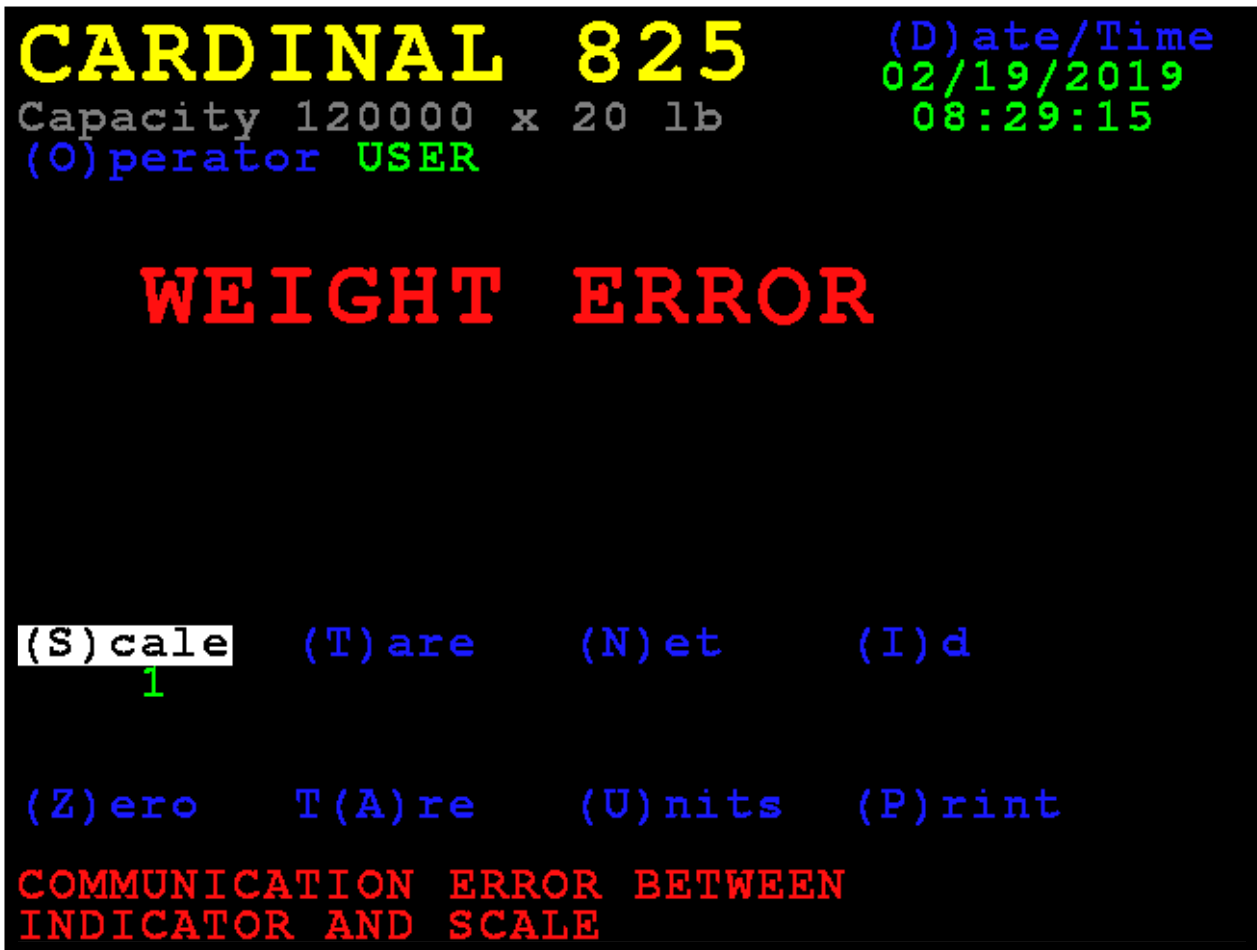 CARDINAL 825
(D)ate/Time
02/19/2019
Capacity 120000 x 20 lb
08:29:15
(O)perator USER
WEIGHT ERROR
(S)cale (T)are (N)et (I)d
1
(Z)ero T(A)re (U)nits (P)rint
COMMUNICATION ERROR BETWEEN
INDICATOR AND SCALE